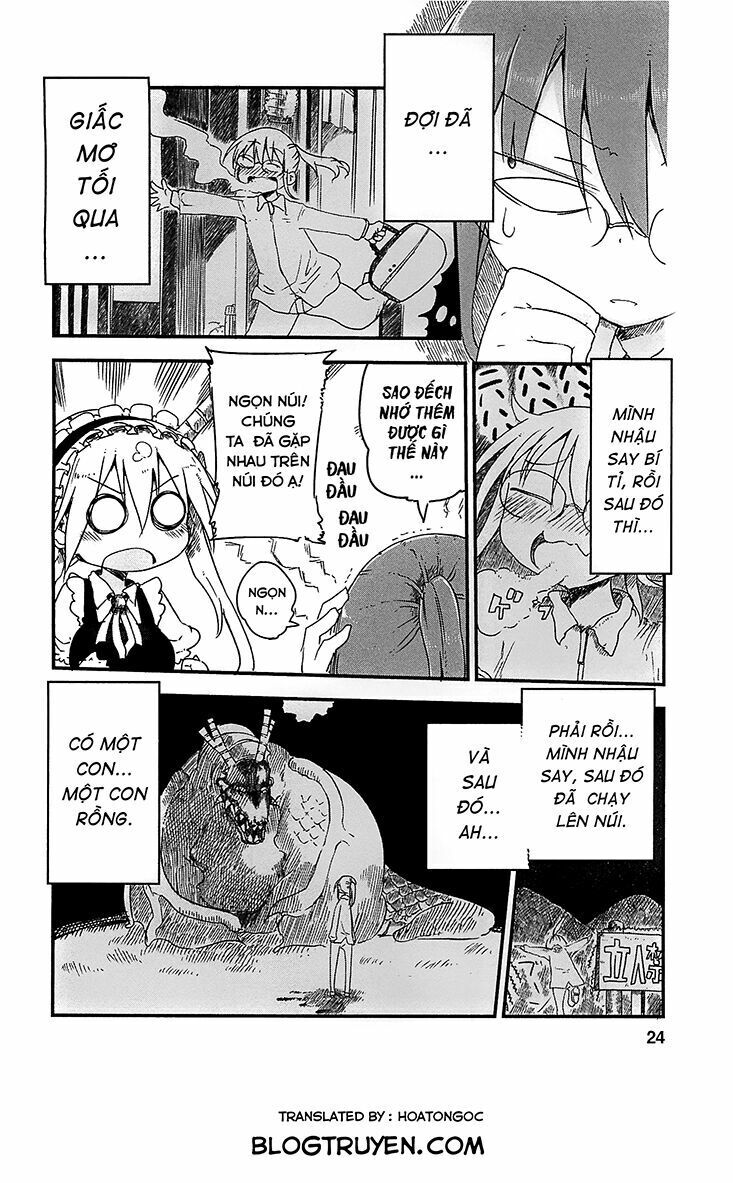 ĐỢI ĐÃ
...
GIẤC
MƠ
TỐI
QUA
...
MÌNH
NHẬU
SAY BÍ
TỈ, RỒI
SAU ĐÓ
THÌ...
ゲラ
SAO ĐẾCH
NHỚ THÊM
ĐƯỢC GÌ
THẾ NÀY
...
ĐAU
ĐẦU
ĐAU
ĐẦU
NGỌN NÚI!
CHÚNG
TA ĐÃ GẶP
NHAU TRÊN
NÚI ĐÓ Ạ!
NGỌN
N...
PHẢI RỒI...
MÌNH NHẬU
SAY, SAU ĐÓ
ĐÃ CHẠY
LÊN NÚI.
VÀ
SAU
ĐÓ...
AH...
CÓ MỘT
CON...
MỘT CON
RỒNG.
24
TRANSLATED BY : HOATONGOC
BLOGTRUYEN.COM